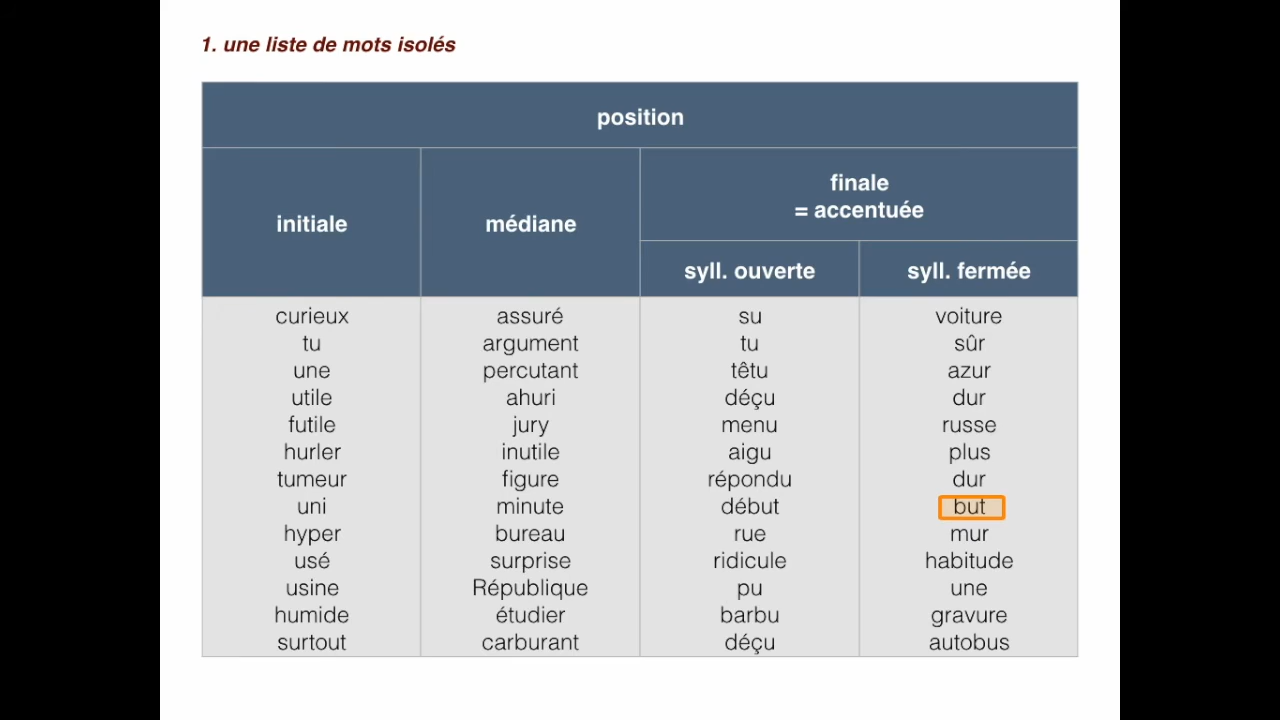 1. une liste de mots isolés
position
initiale médiane finale
= accentuée
syll. ouverte syll. fermée
curieux assuré su voiture
tu argument tu sûr
une percutant têtu azur
utile ahuri déçu dur
futile jury menu russe
hurler inutile aigu plus
tumeur figure répondu dur
uni minute début but
hyper bureau rue mur
usé surprise ridicule habitude
usine République pu une
humide étudier barbu gravure
surtout carburant déçu autobus